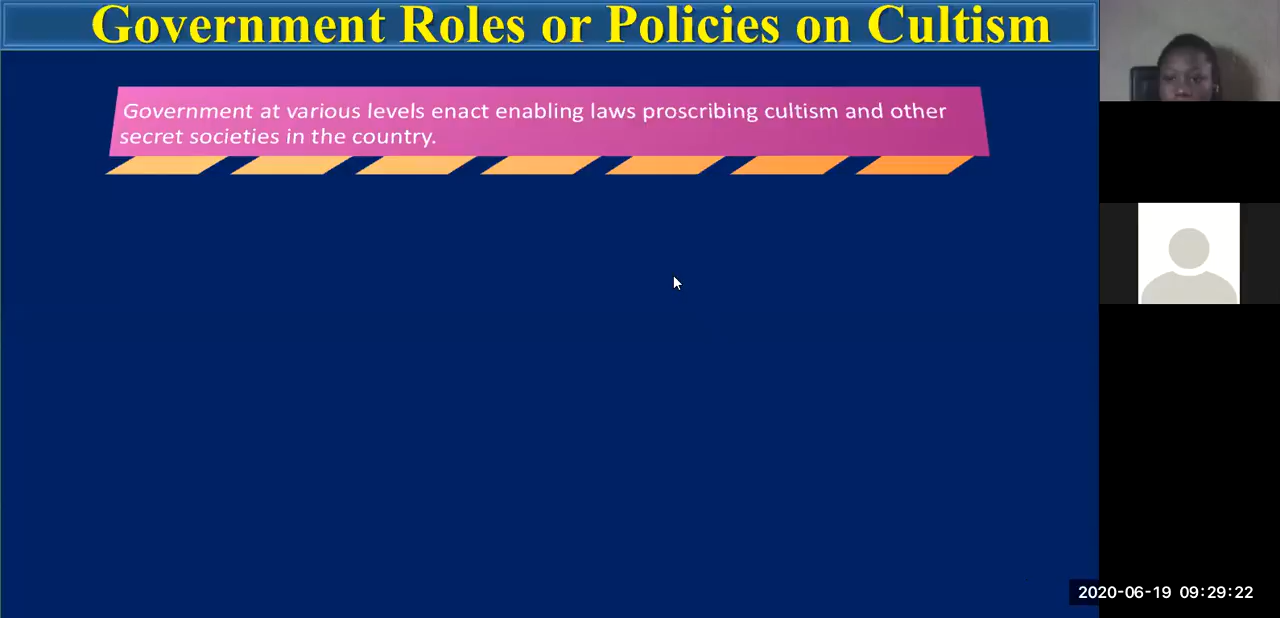 Government Roles or Policies on Cultism
Government at various levels enact enabling laws proscribing cultism and other
secret societies in the country.
2020-06-19 09:29:22